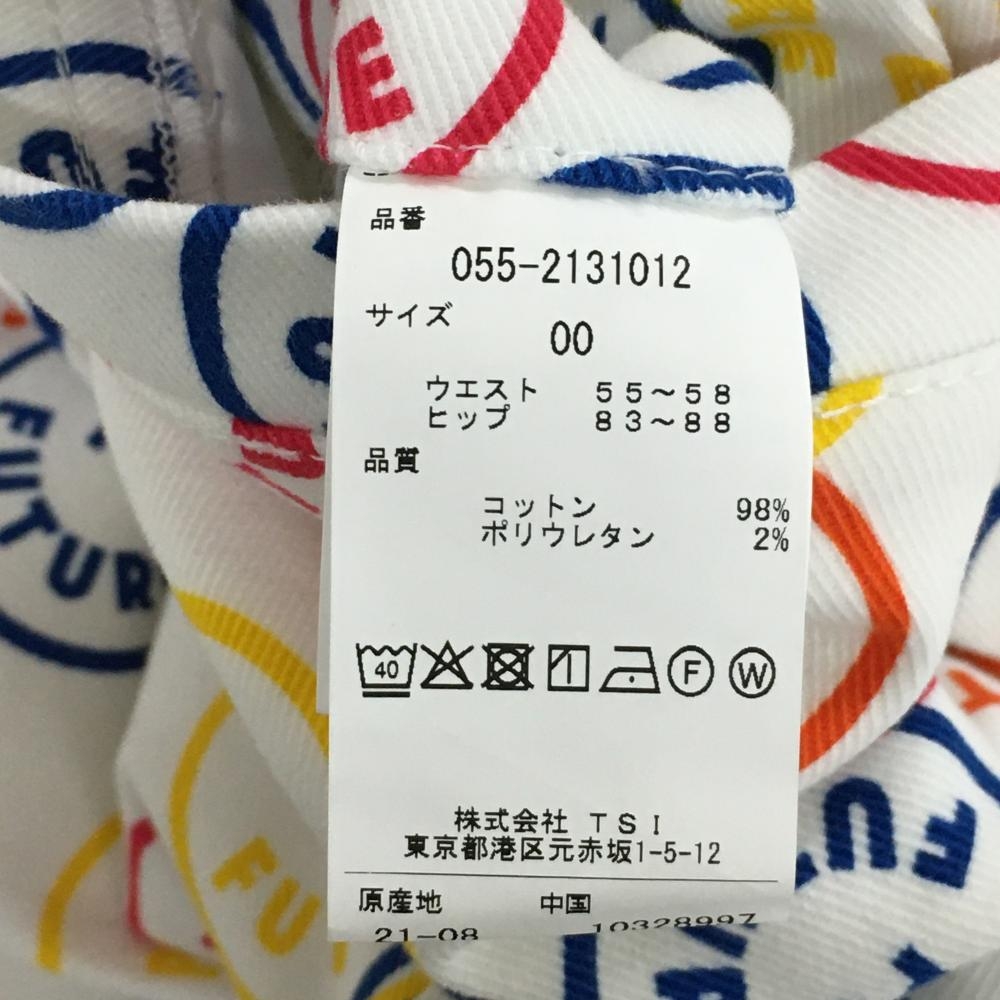 E
品番
055-2131012
サイズ
00
ウエスト 55〜58
ヒップ 83〜88
品質
コットン 98%
ポリウレタン 2%
40
F W
株式会社 TSI
東京都港区元赤坂1-5-12
原産地 中国
21-08 10328997
FUTUR
FU
FUTU